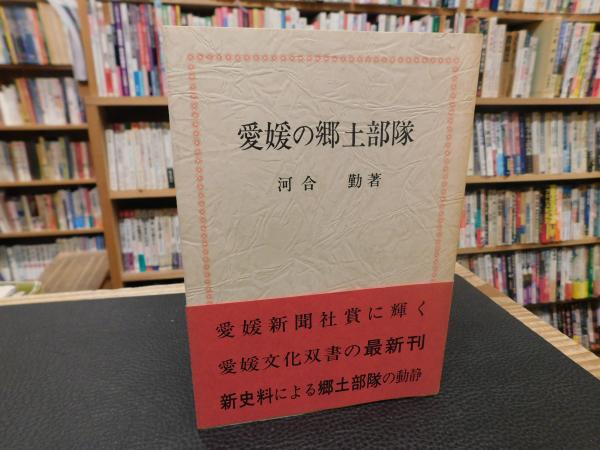 愛媛の郷土部隊
河合 勤著
愛媛新聞社賞に輝く
愛媛文化双書の最新刊
新史料による郷土部隊の動静